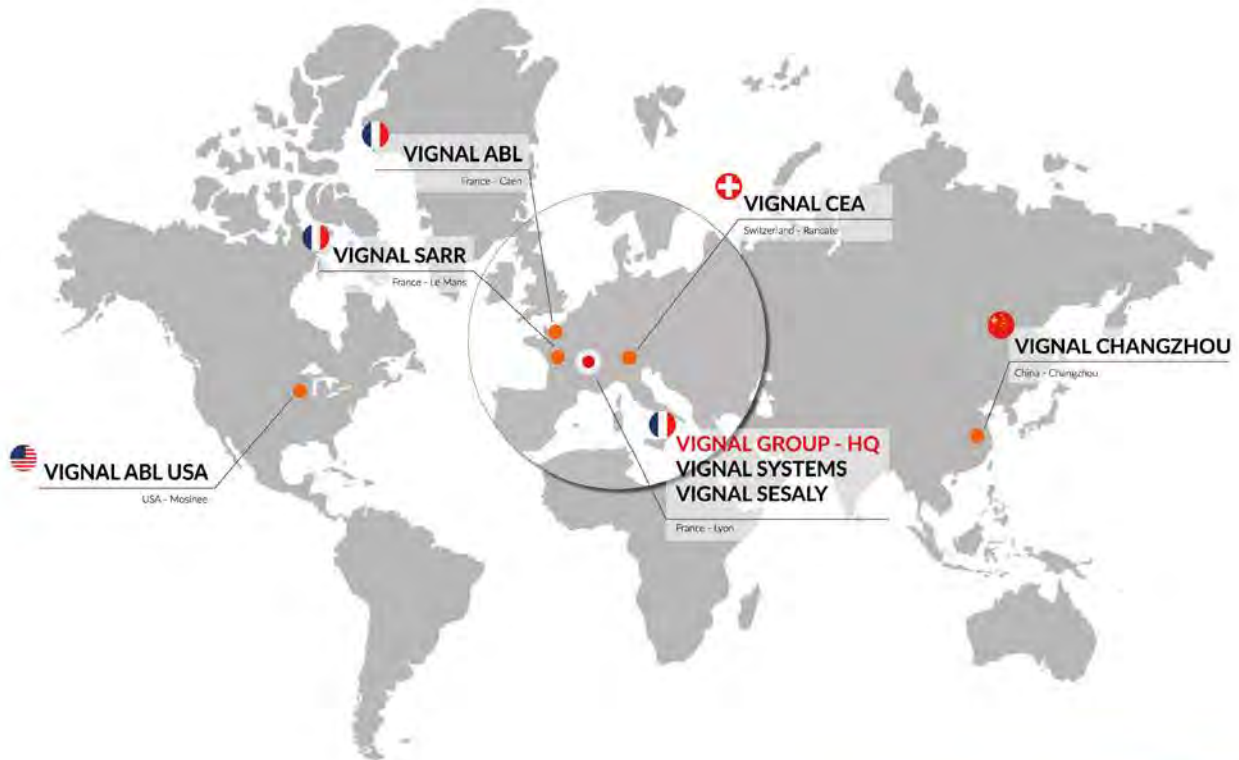 VIGNAL ABL
France - Caen
VIGNAL CEA
Switzerland - Rancate
VIGNAL SARR
France - Le Mans
VIGNAL CHANGZHOU
China - Changzhou
VIGNAL GROUP - HQ
VIGNAL SYSTEMS
VIGNAL SESALY
France - Lyon
VIGNAL ABL USA
USA - Mosinee